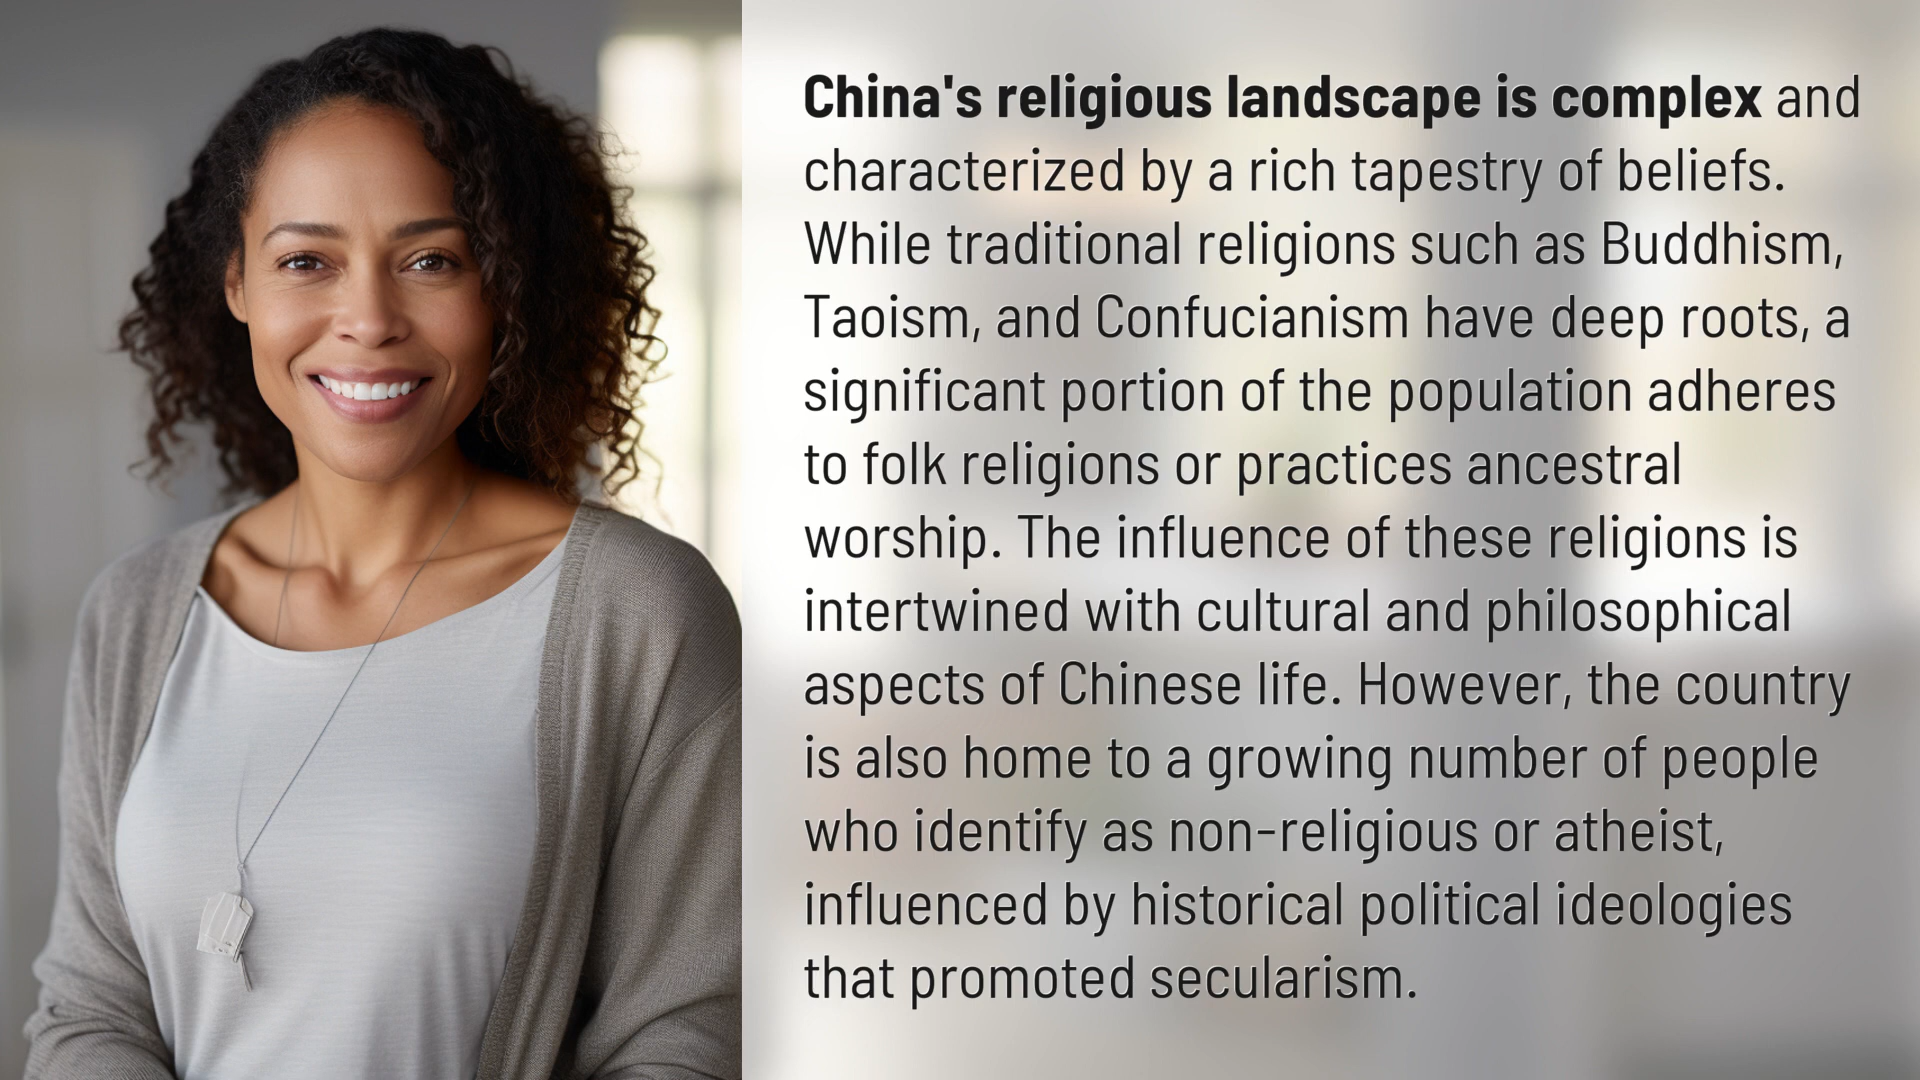 China's religious landscape is complex and
characterized by a rich tapestry of beliefs.
While traditional religions such as Buddhism,
Taoism, and Confucianism have deep roots, a
significant portion of the population adheres
to folk religions or practices ancestral
worship. The influence of these religions is
intertwined with cultural and philosophical
aspects of Chinese life. However, the country
is also home to a growing number of people
who identify as non-religious or atheist,
influenced by historical political ideologies
that promoted secularism.